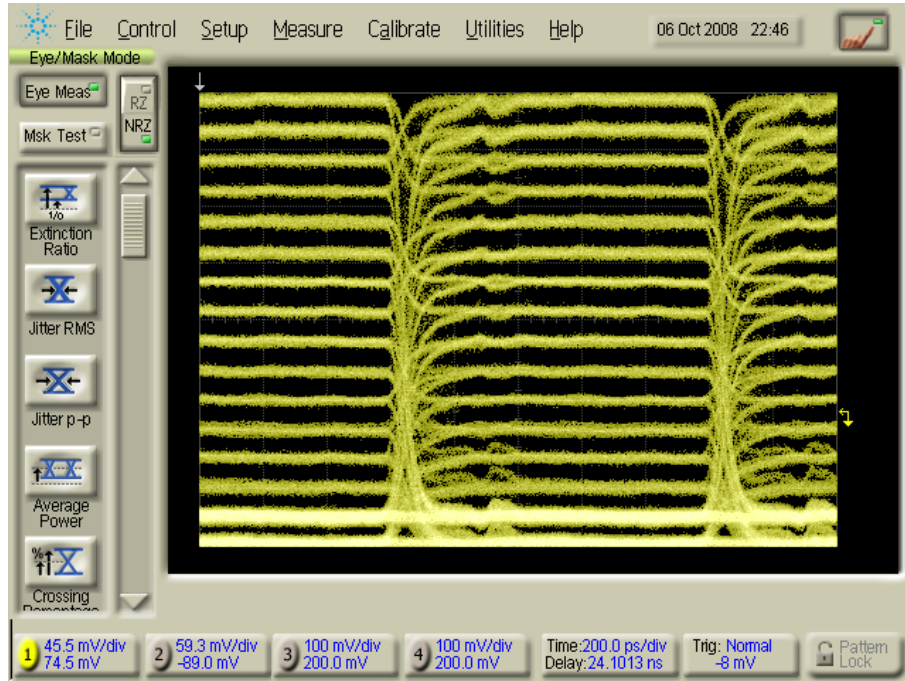 File Control Setup Measure Calibrate Utilities Help 06 Oct 2008 22:46
Eye/Mask Mode
Eye Meas
RZ
NRZ
Msk Test
1/0
Extinction
Ratio
Jitter RMS
Jitter p-p
Average
Power
%
Crossing
Percentage
1 45.5 mV/div
74.5 mV
2 59.3 mV/div
-89.0 mV
3 100 mV/div
200.0 mV
4 100 mV/div
200.0 mV
Time:200.0 ps/div
Delay:24.1013 ns
Trig: Normal
-8 mV
Pattern
Lock